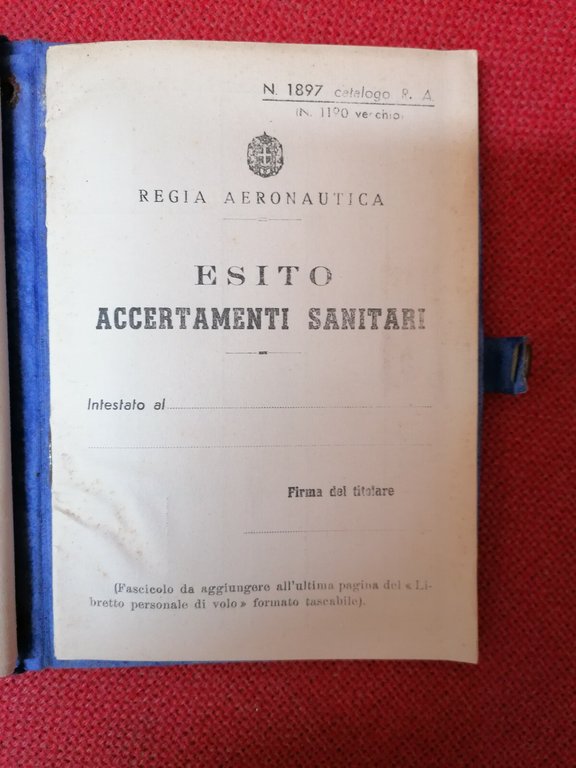 N. 1897 catalogo R. A.
(N. 1190 vecchio)
REGIA AERONAUTICA
ESITO
ACCERTAMENTI SANITARI
Intestato al
Firma del titolare
(Fascicolo da aggiungere all'ultima pagina del « Li-
bretto personale di volo » formato tascabile).